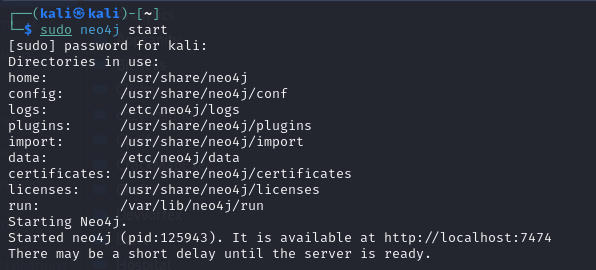 ┌──(kali㉿kali)-[~]
└─$ sudo neo4j start
[sudo] password for kali:
Directories in use:
home:         /usr/share/neo4j
config:       /usr/share/neo4j/conf
logs:         /etc/neo4j/logs
plugins:      /usr/share/neo4j/plugins
import:       /usr/share/neo4j/import
data:         /etc/neo4j/data
certificates: /usr/share/neo4j/certificates
licenses:     /usr/share/neo4j/licenses
run:          /var/lib/neo4j/run
Starting Neo4j.
Started neo4j (pid:125943). It is available at http://localhost:7474
There may be a short delay until the server is ready.